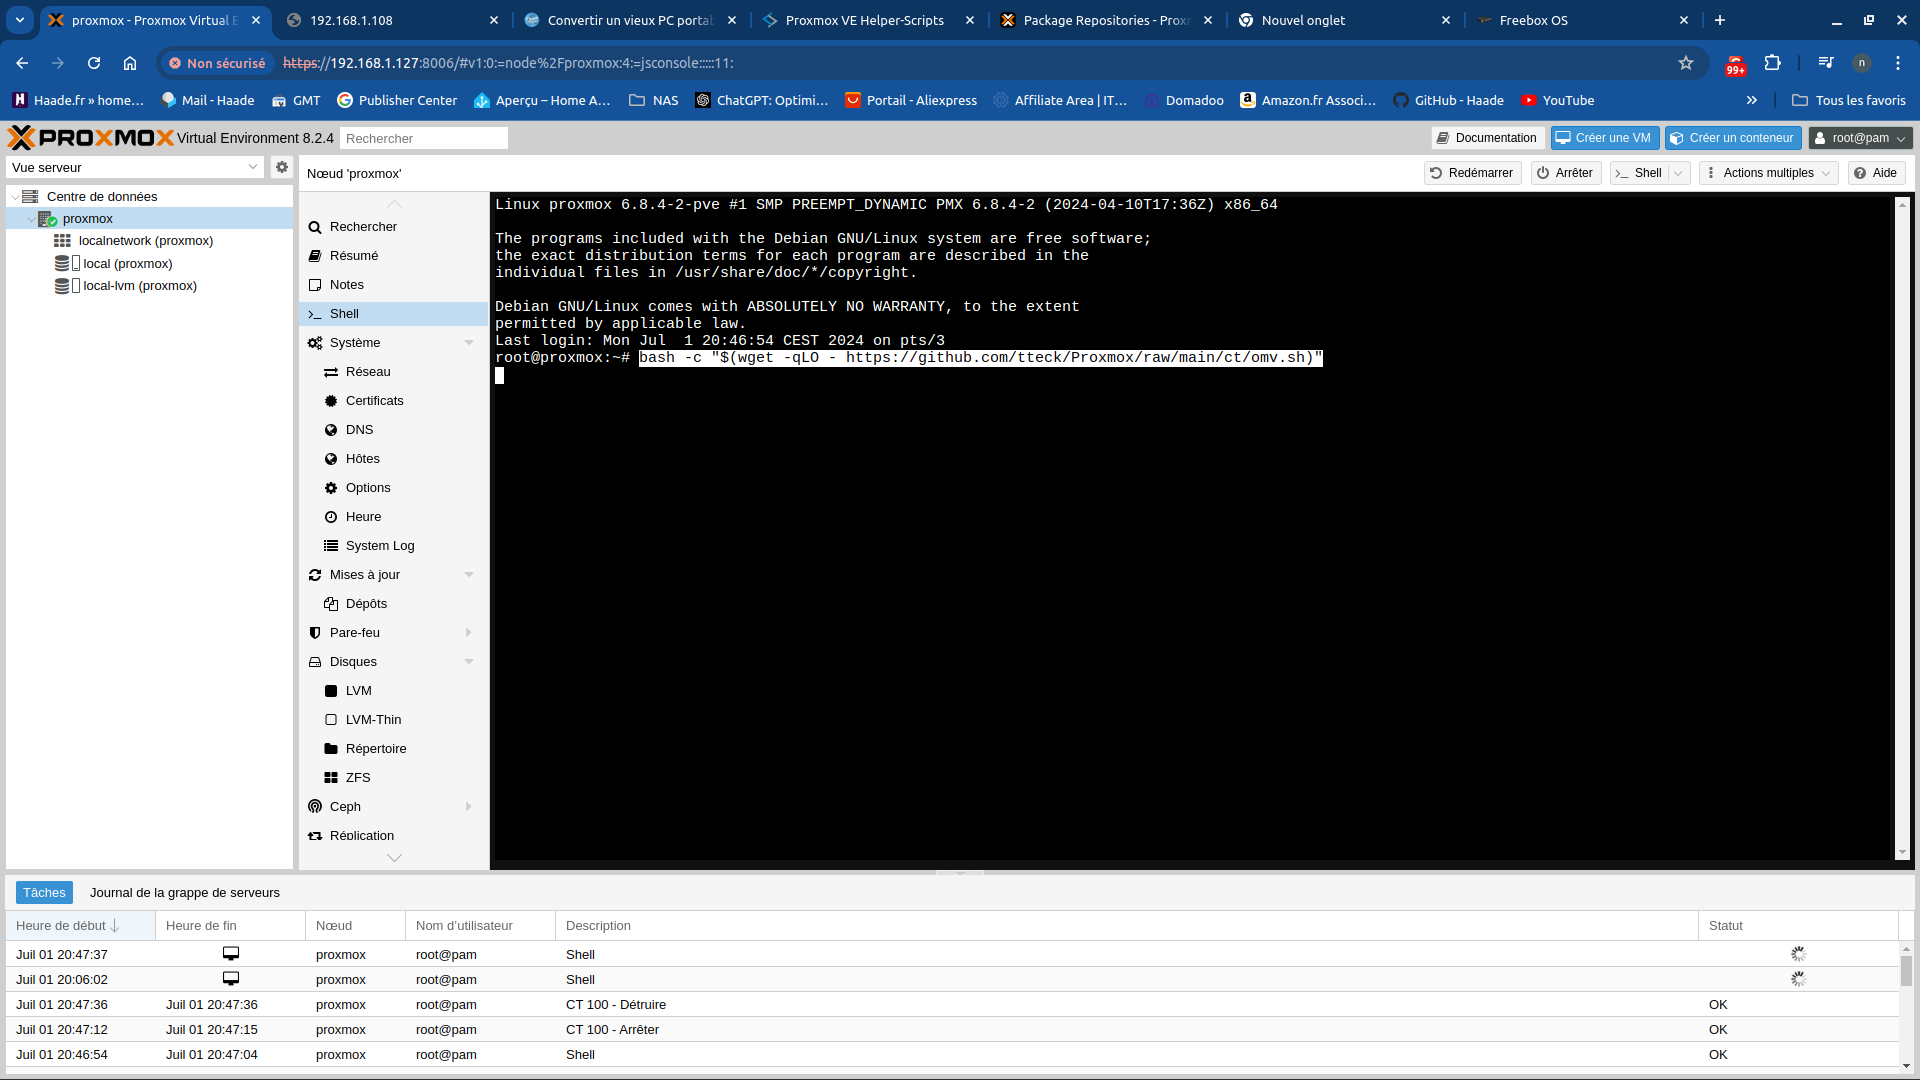 proxmox - Proxmox Virtual E
192.168.1.108
Convertir un vieux PC portab
Proxmox VE Helper-Scripts
Package Repositories - Prox
Nouvel onglet
Freebox OS
Non sécurisé
https://192.168.1.127:8006/#v1:0:=node%2Fproxmox:4:=jsconsole:::::11:
99+
n
Haade.fr » home…
Mail - Haade
GMT
Publisher Center
Aperçu – Home A…
NAS
ChatGPT: Optimi…
Portail - Aliexpress
Affiliate Area | IT…
Domadoo
Amazon.fr Associ…
GitHub - Haade
YouTube
Tous les favoris
PROXMOX Virtual Environment 8.2.4
Rechercher
Documentation
Créer une VM
Créer un conteneur
root@pam
Vue serveur
Nœud 'proxmox'
Redémarrer
Arrêter
Shell
Actions multiples
Aide
Centre de données
proxmox
localnetwork (proxmox)
local (proxmox)
local-lvm (proxmox)
Rechercher
Résumé
Notes
Shell
Système
Réseau
Certificats
DNS
Hôtes
Options
Heure
System Log
Mises à jour
Dépôts
Pare-feu
Disques
LVM
LVM-Thin
Répertoire
ZFS
Ceph
Réplication
Linux proxmox 6.8.4-2-pve #1 SMP PREEMPT_DYNAMIC PMX 6.8.4-2 (2024-04-10T17:36Z) x86_64
The programs included with the Debian GNU/Linux system are free software;
the exact distribution terms for each program are described in the
individual files in /usr/share/doc/*/copyright.
Debian GNU/Linux comes with ABSOLUTELY NO WARRANTY, to the extent
permitted by applicable law.
Last login: Mon Jul  1 20:46:54 CEST 2024 on pts/3
root@proxmox:~# bash -c "$(wget -qLO - https://github.com/tteck/Proxmox/raw/main/ct/omv.sh)"
Tâches
Journal de la grappe de serveurs
Heure de début Heure de fin Nœud Nom d'utilisateur Description Statut
Juil 01 20:47:37 proxmox root@pam Shell
Juil 01 20:06:02 proxmox root@pam Shell
Juil 01 20:47:36 Juil 01 20:47:36 proxmox root@pam CT 100 - Détruire OK
Juil 01 20:47:12 Juil 01 20:47:15 proxmox root@pam CT 100 - Arrêter OK
Juil 01 20:46:54 Juil 01 20:47:04 proxmox root@pam Shell OK